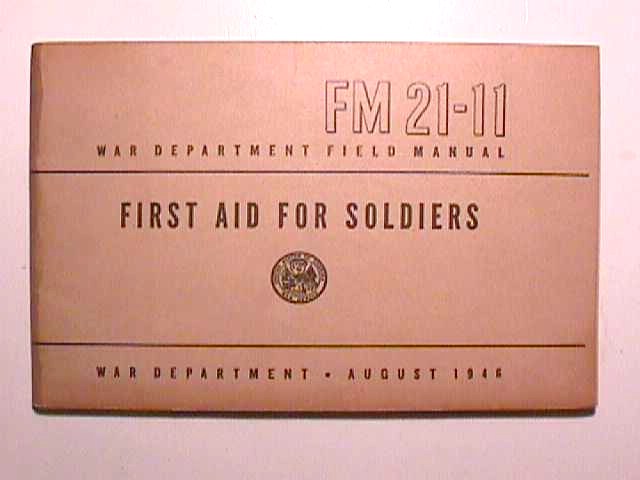 FM 21-11
WAR DEPARTMENT FIELD MANUAL
FIRST AID FOR SOLDIERS
WAR DEPARTMENT • AUGUST 1946